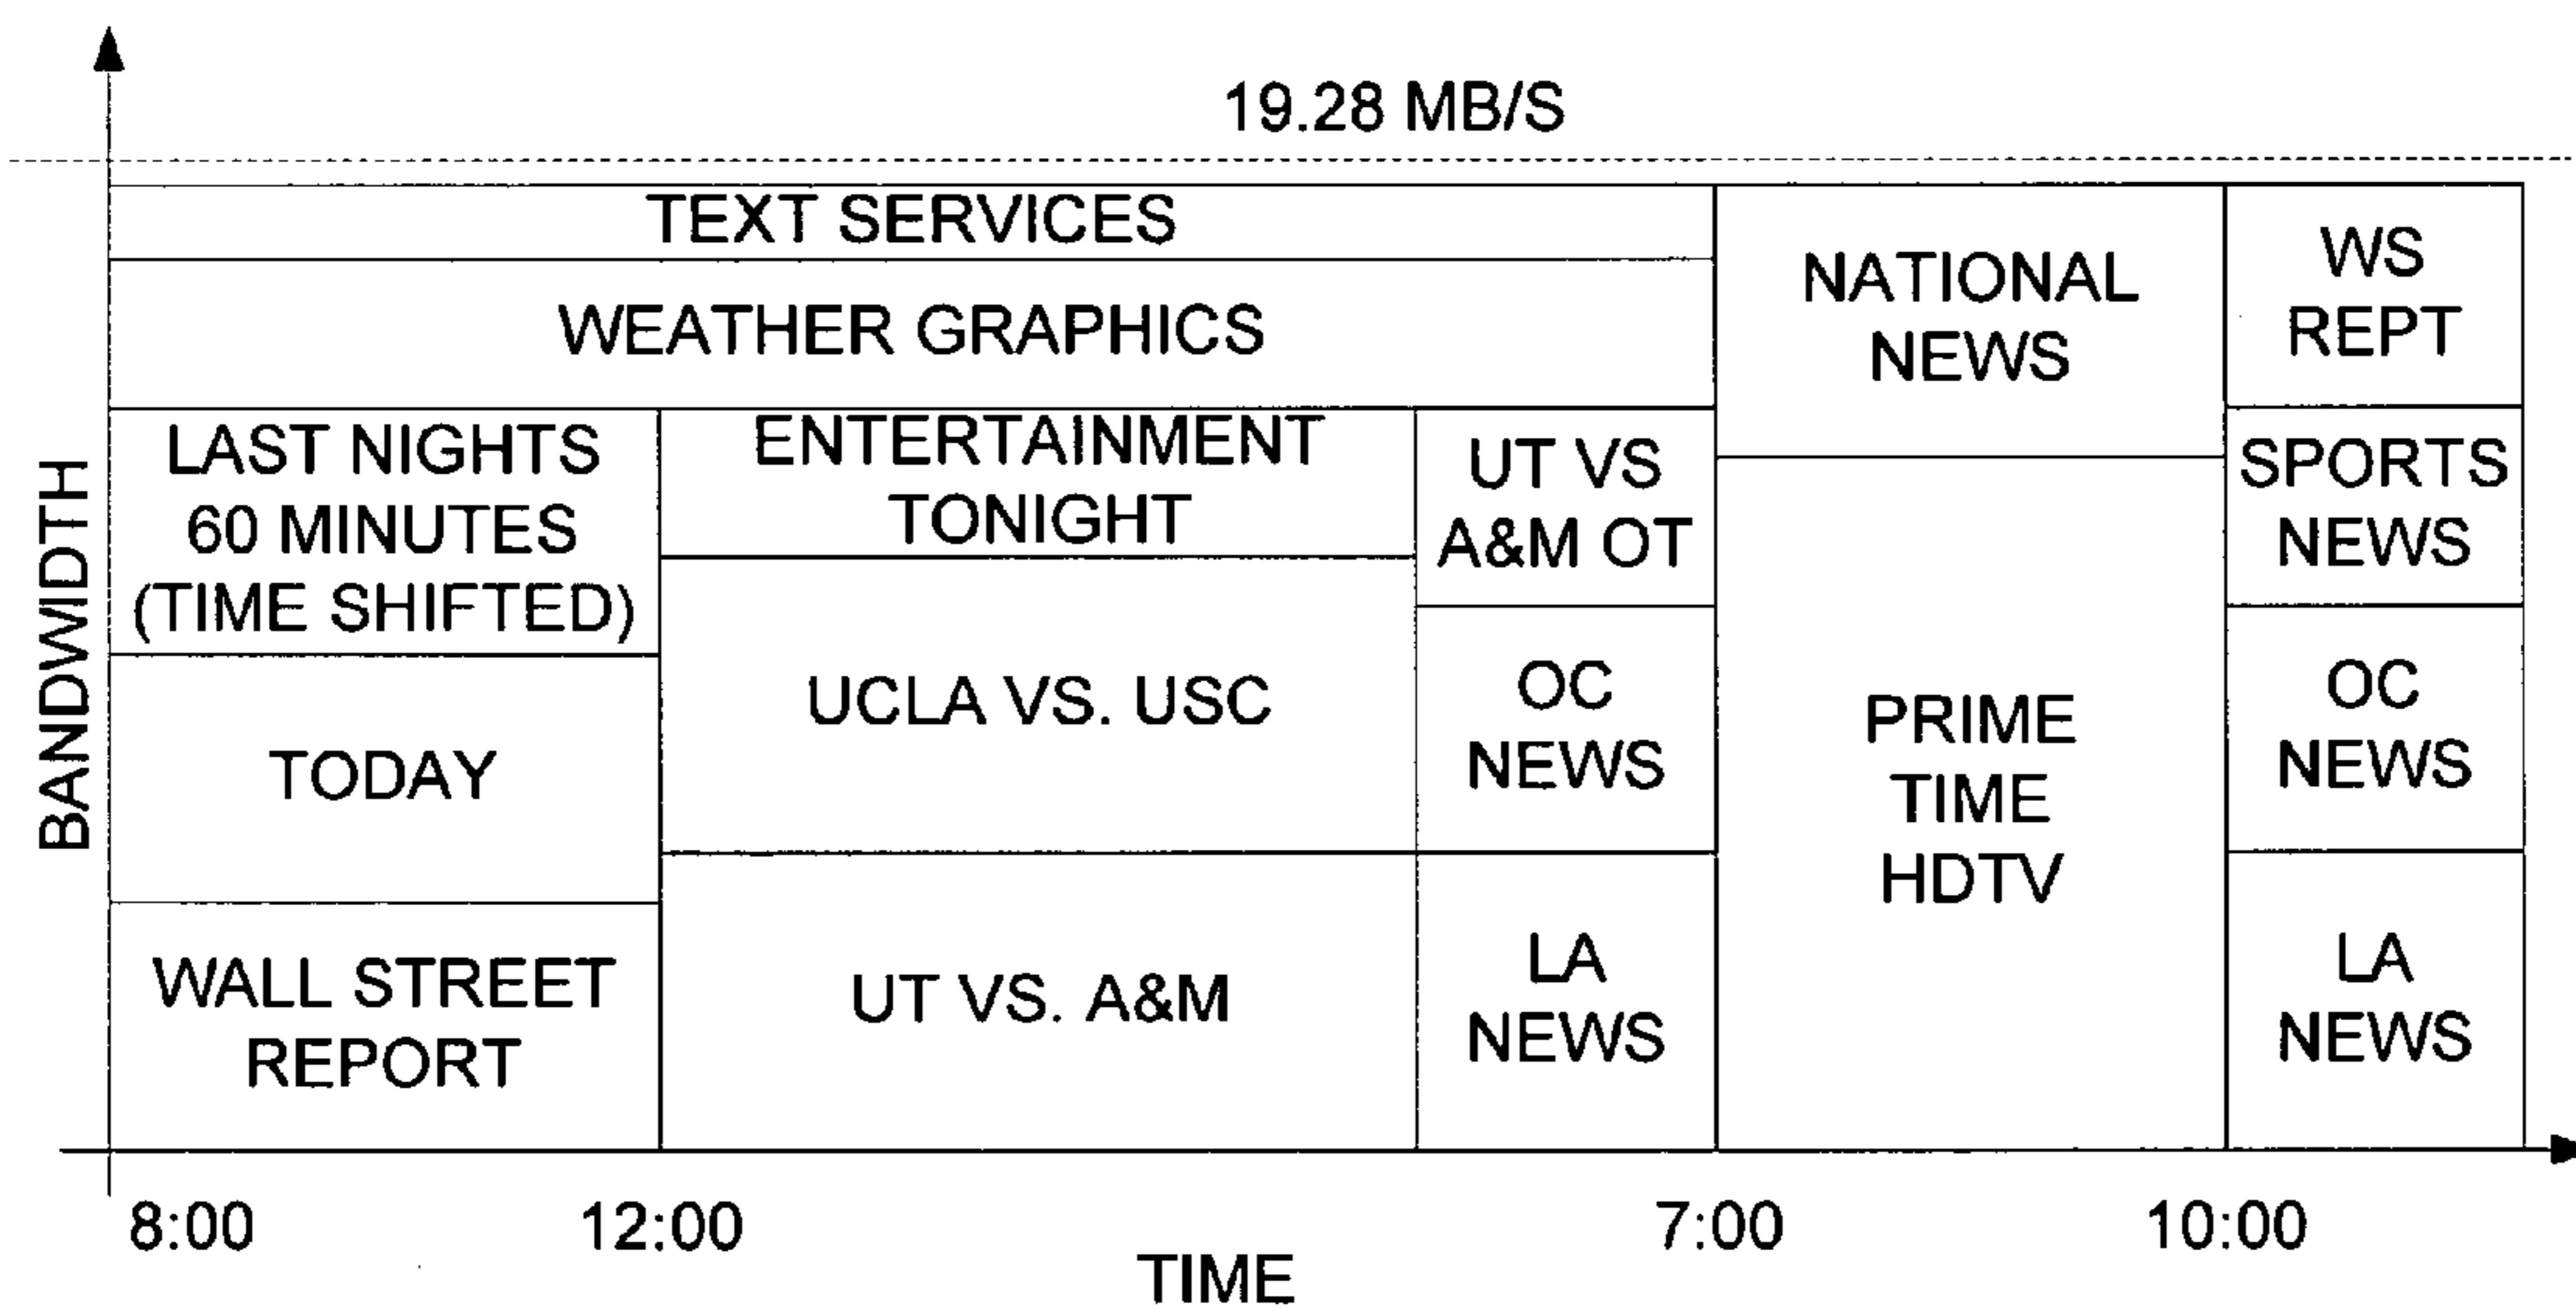 19.28 MB/S
TEXT SERVICES
WEATHER GRAPHICS
NATIONAL
NEWS
WS
REPT
BANDWIDTH
LAST NIGHTS
60 MINUTES
(TIME SHIFTED)
ENTERTAINMENT
TONIGHT
UT VS
A&M OT
SPORTS
NEWS
TODAY
UCLA VS. USC
OC
NEWS
PRIME
TIME
HDTV
OC
NEWS
WALL STREET
REPORT
UT VS. A&M
LA
NEWS
LA
NEWS
8:00
12:00
7:00
10:00
TIME